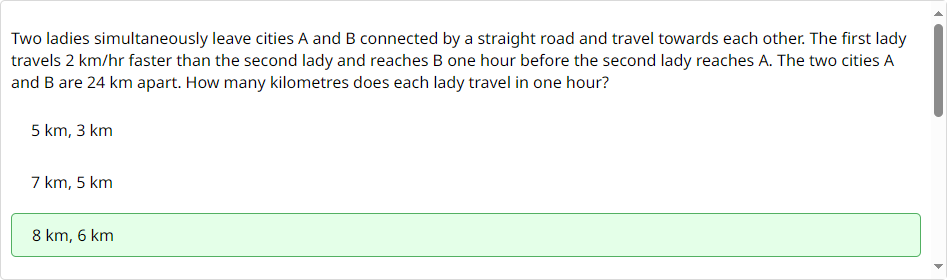 Two ladies simultaneously leave cities A and B connected by a straight road and travel towards each other. The first lady
travels 2 km/hr faster than the second lady and reaches B one hour before the second lady reaches A. The two cities A
and B are 24 km apart. How many kilometres does each lady travel in one hour?
5 km, 3 km
7 km, 5 km
8 km, 6 km